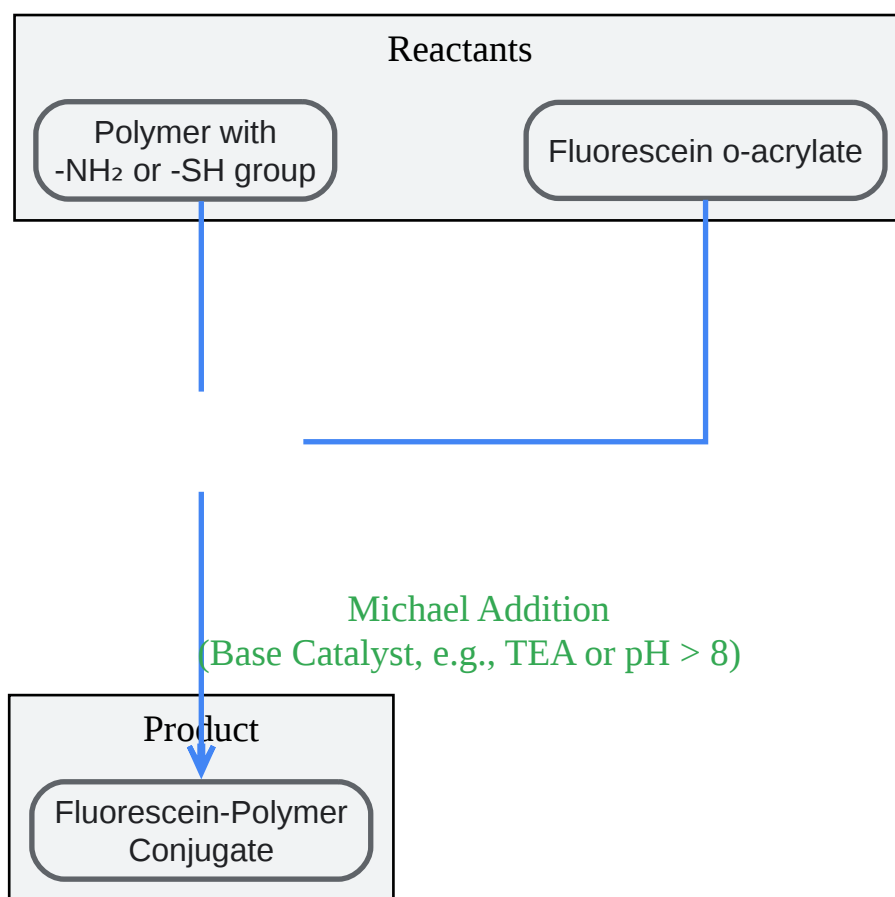 Reactants
Polymer with
-NH₂ or -SH group
Fluorescein o-acrylate
Michael Addition
(Base Catalyst, e.g., TEA or pH > 8)
Product
Fluorescein-Polymer
Conjugate